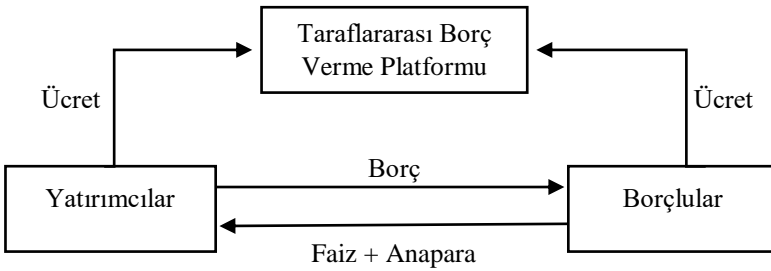 Taraflararası Borç
Verme Platformu
Ücret
Ücret
Borç
Yatırımcılar
Borçlular
Faiz + Anapara